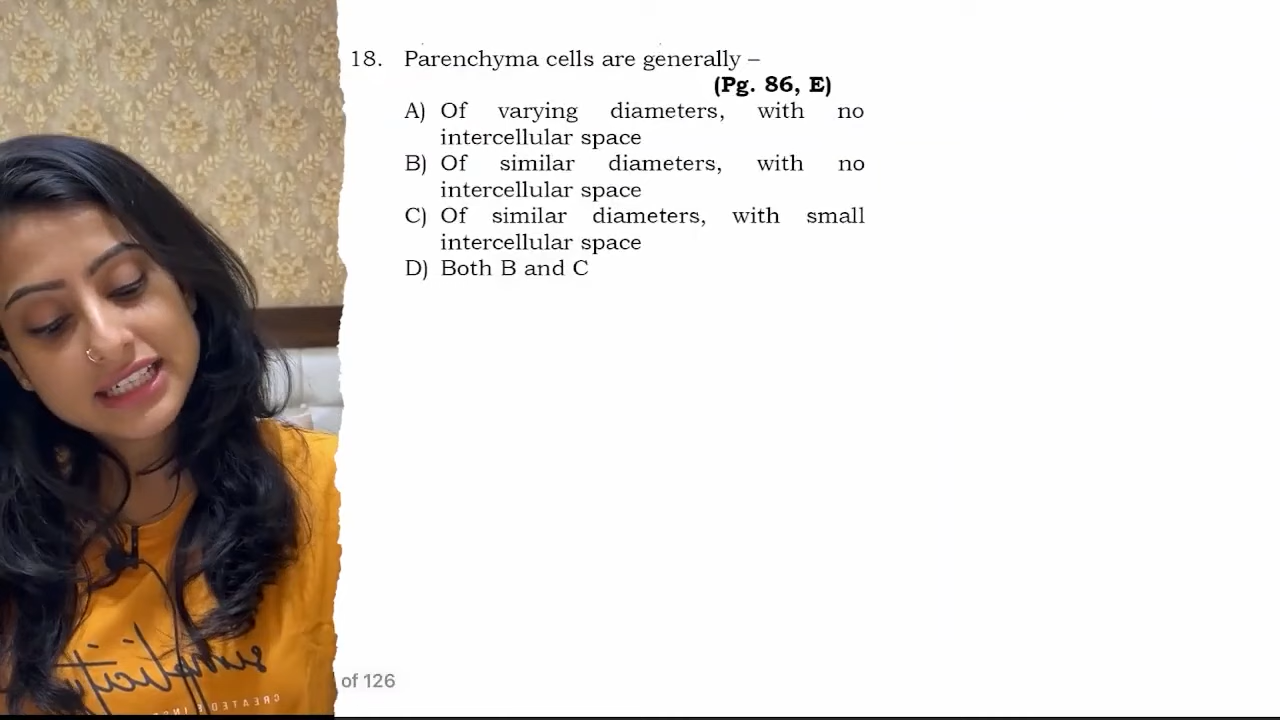 18. Parenchyma cells are generally –
(Pg. 86, E)
A) Of varying diameters, with no
intercellular space
B) Of similar diameters, with no
intercellular space
C) Of similar diameters, with small
intercellular space
D) Both B and C
simplicity
of 126